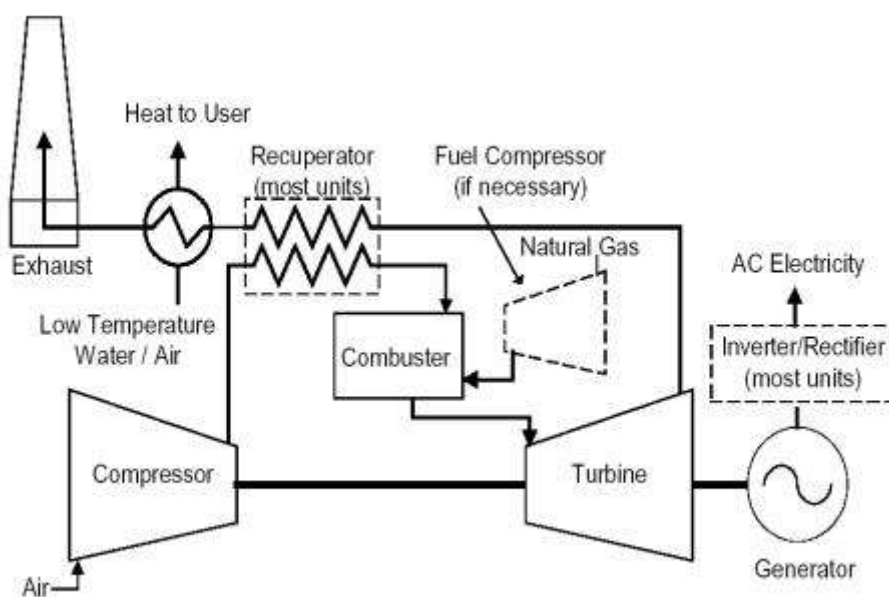 Heat to User
Recuperator
(most units)
Fuel Compressor
(if necessary)
Natural Gas
Exhaust
AC Electricity
Low Temperature
Water / Air
Combuster
Inverter/Rectifier
(most units)
Compressor
Turbine
Generator
Air